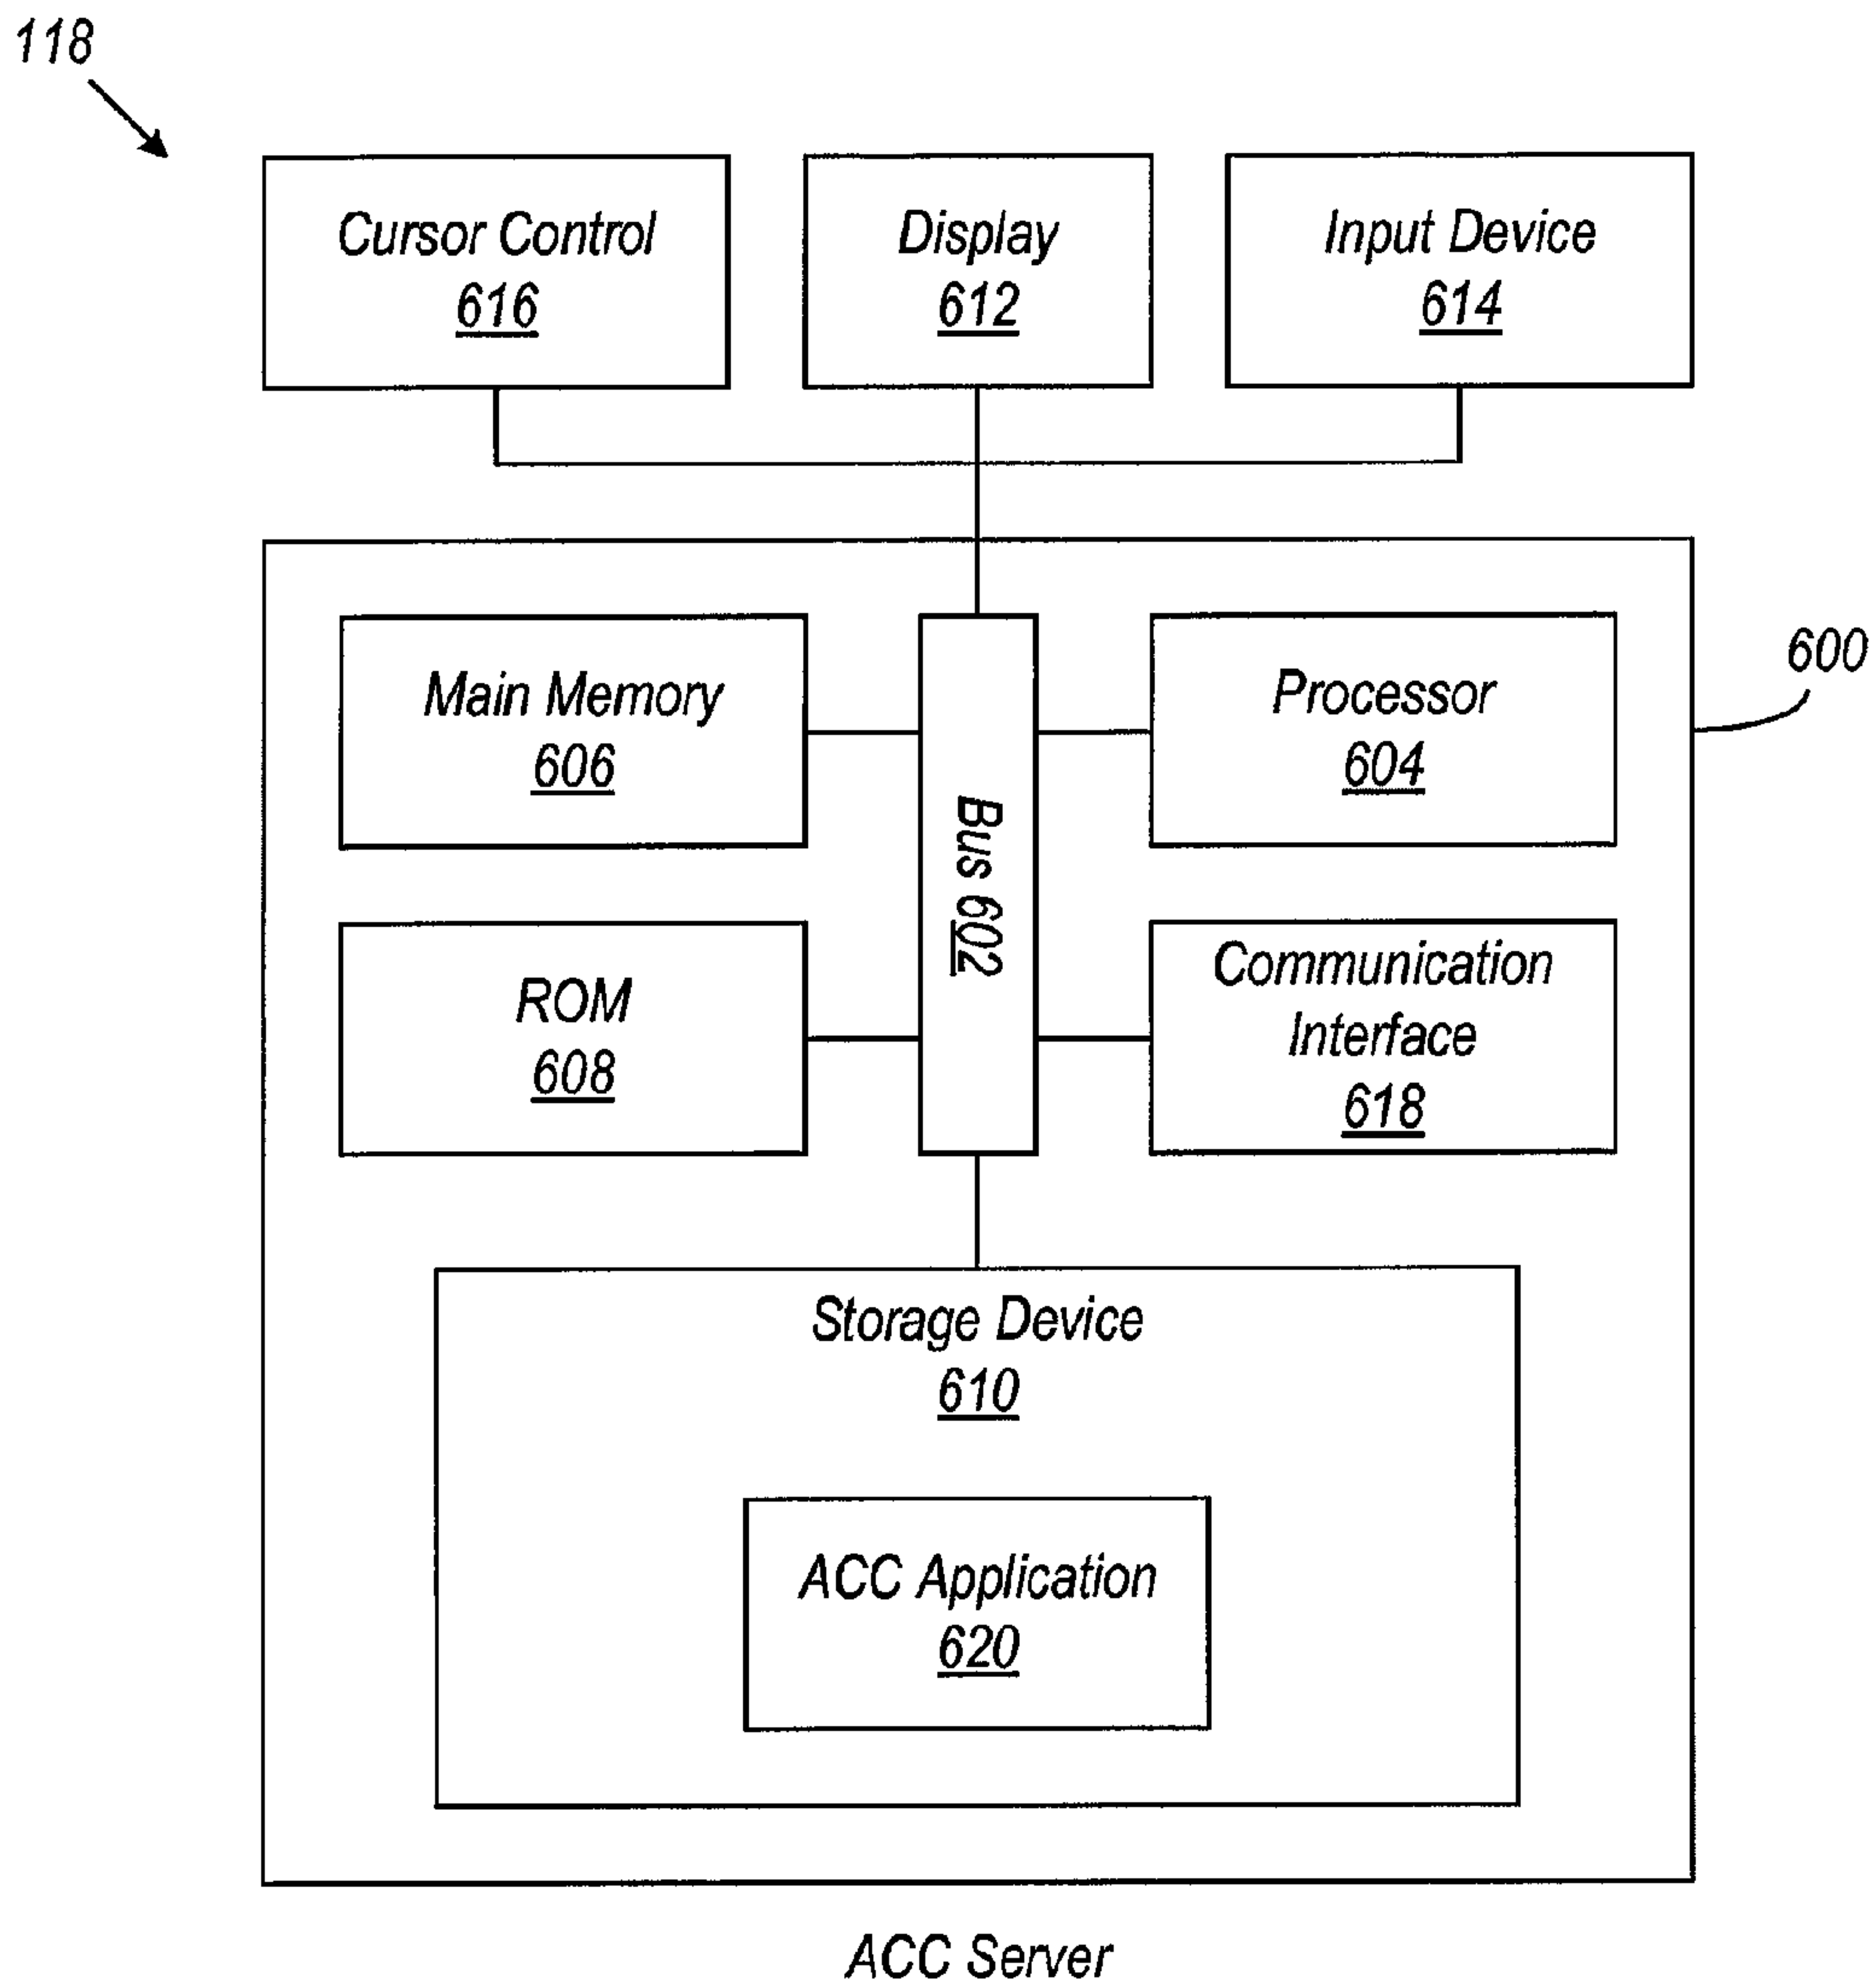 118
Cursor Control
616
Display
612
Input Device
614
600
Main Memory
606
Processor
604
Bus 602
ROM
608
Communication
Interface
618
Storage Device
610
ACC Application
620
ACC Server